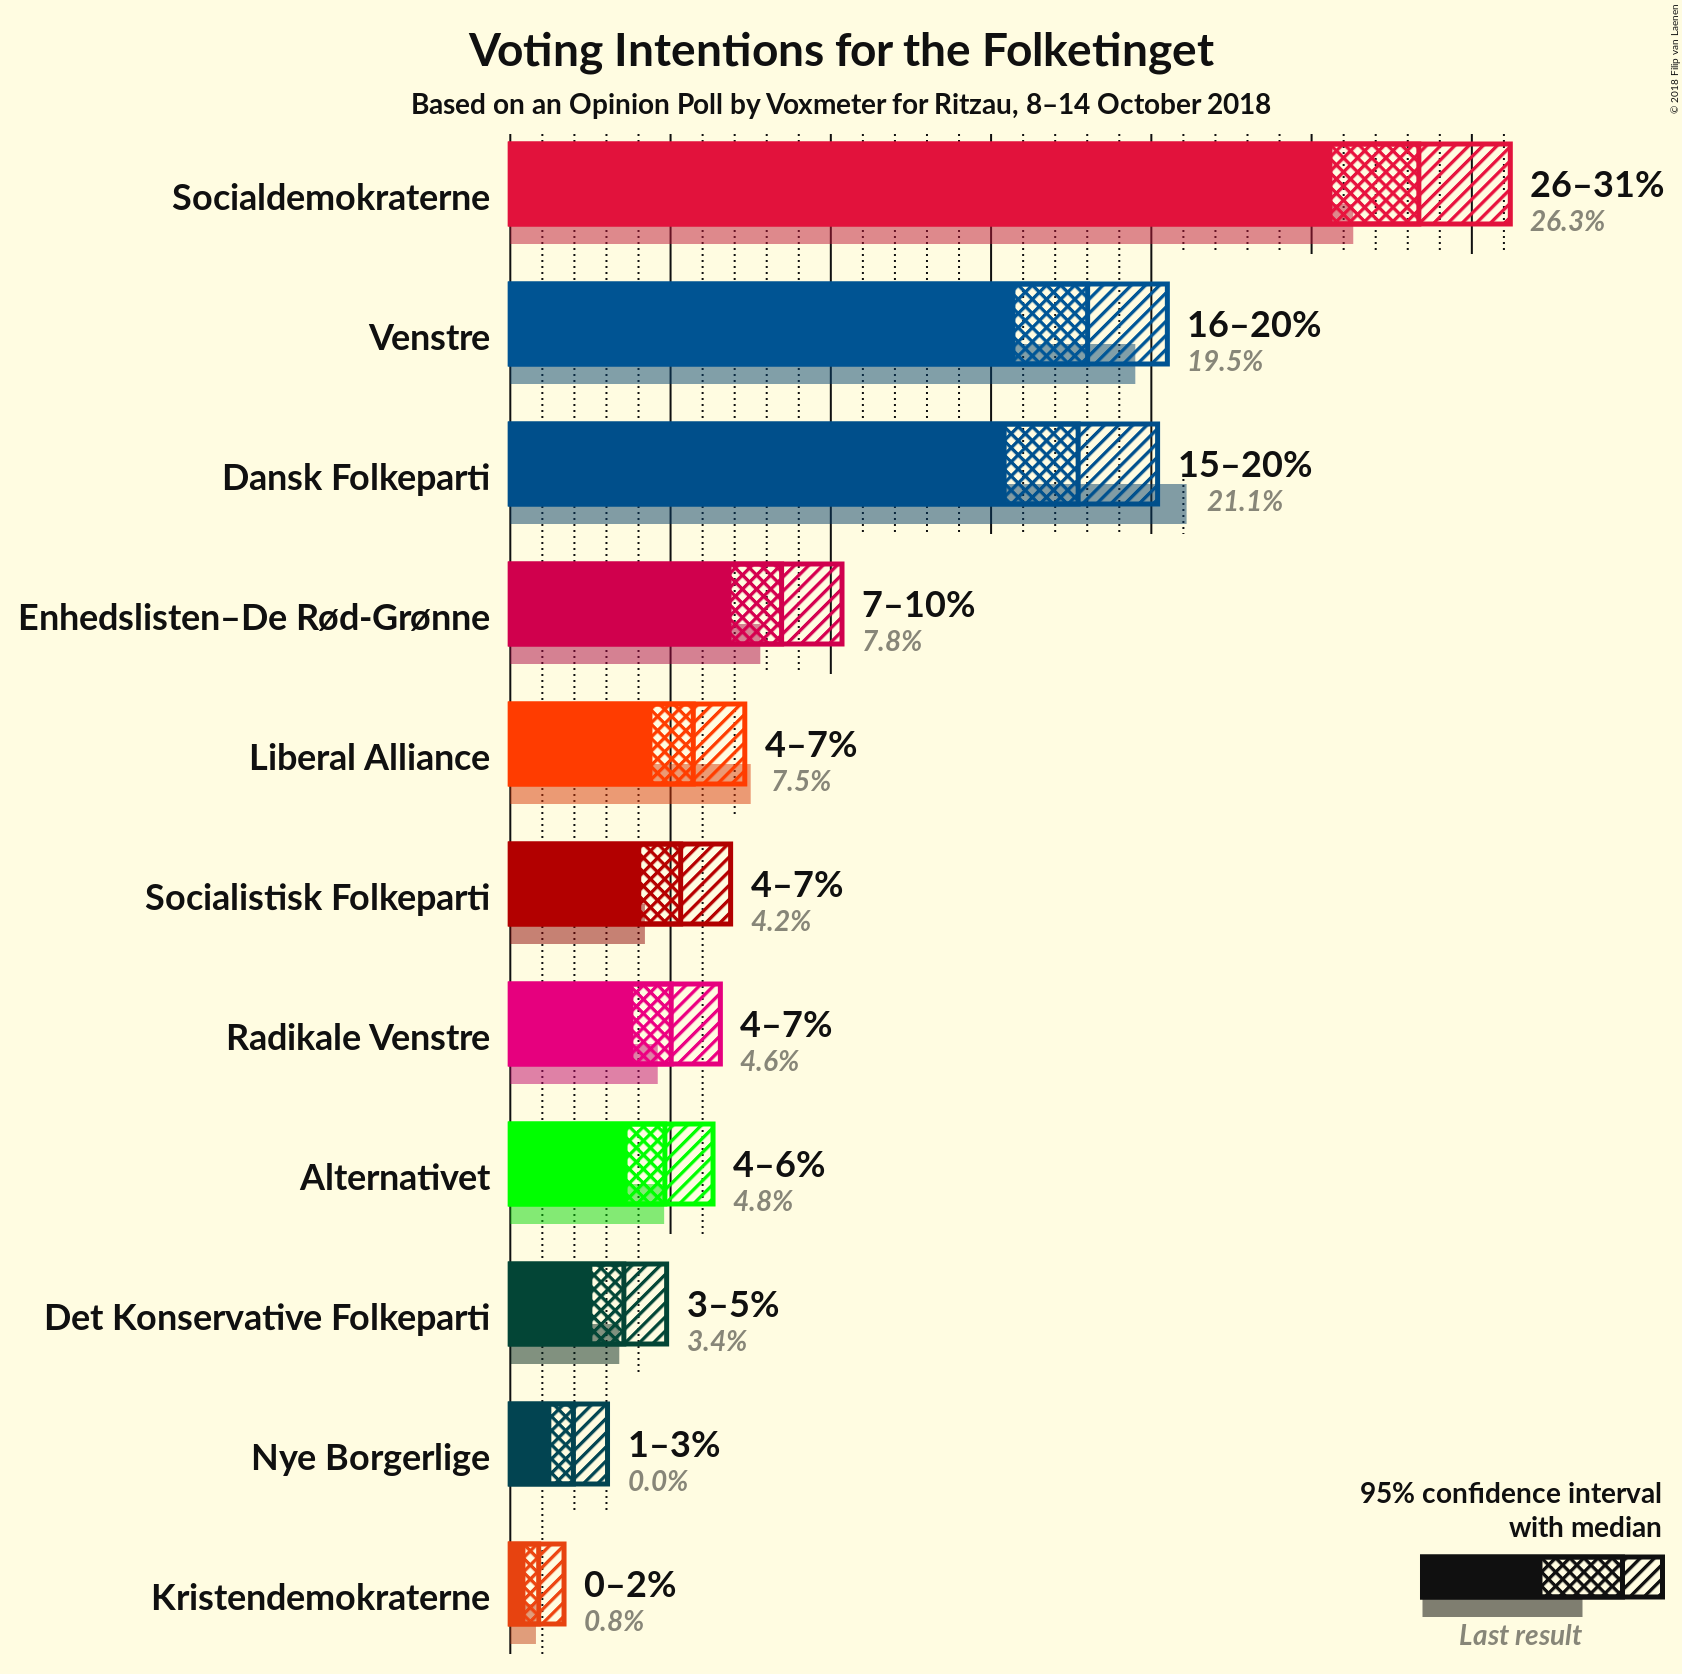 © 2018 Filip van Laenen
Voting Intentions for the Folketinget
Based on an Opinion Poll by Voxmeter for Ritzau, 8–14 October 2018
Socialdemokraterne
26–31%
26.3%
Venstre
16–20%
19.5%
Dansk Folkeparti
15–20%
21.1%
Enhedslisten–De Rød-Grønne
7–10%
7.8%
Liberal Alliance
4–7%
7.5%
Socialistisk Folkeparti
4–7%
4.2%
Radikale Venstre
4–7%
4.6%
Alternativet
4–6%
4.8%
Det Konservative Folkeparti
3–5%
3.4%
Nye Borgerlige
1–3%
0.0%
Kristendemokraterne
0–2%
0.8%
95% confidence interval
with median
Last result